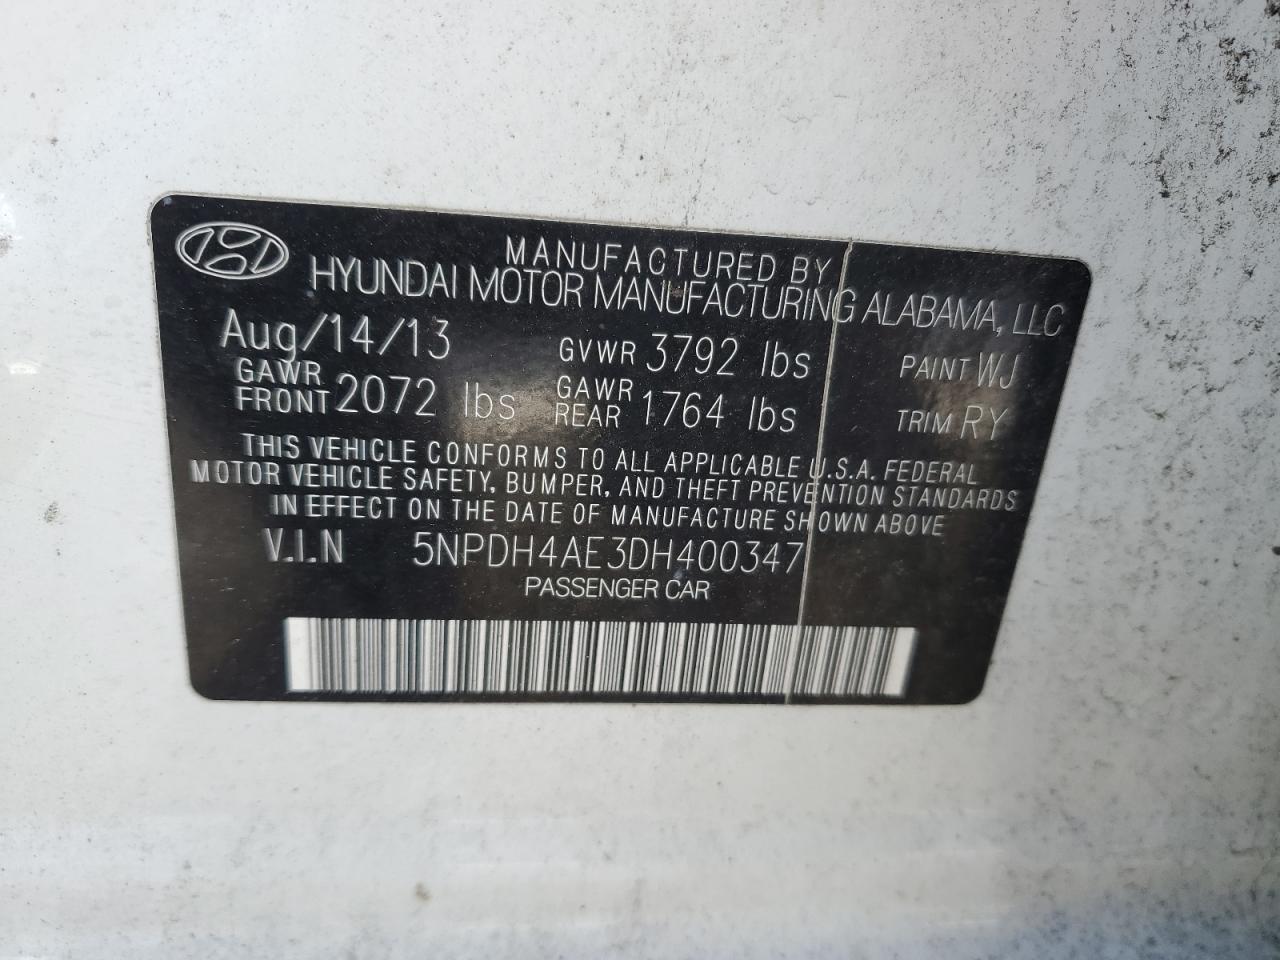 MANUFACTURED BY
HYUNDAI MOTOR MANUFACTURING ALABAMA, LLC
Aug/14/13 GVWR 3792 lbs PAINT WJ
GAWR FRONT 2072 lbs GAWR REAR 1764 lbs TRIM RY
THIS VEHICLE CONFORMS TO ALL APPLICABLE U.S.A. FEDERAL
MOTOR VEHICLE SAFETY, BUMPER, AND THEFT PREVENTION STANDARDS
IN EFFECT ON THE DATE OF MANUFACTURE SHOWN ABOVE
V.I.N 5NPDH4AE3DH400347
PASSENGER CAR